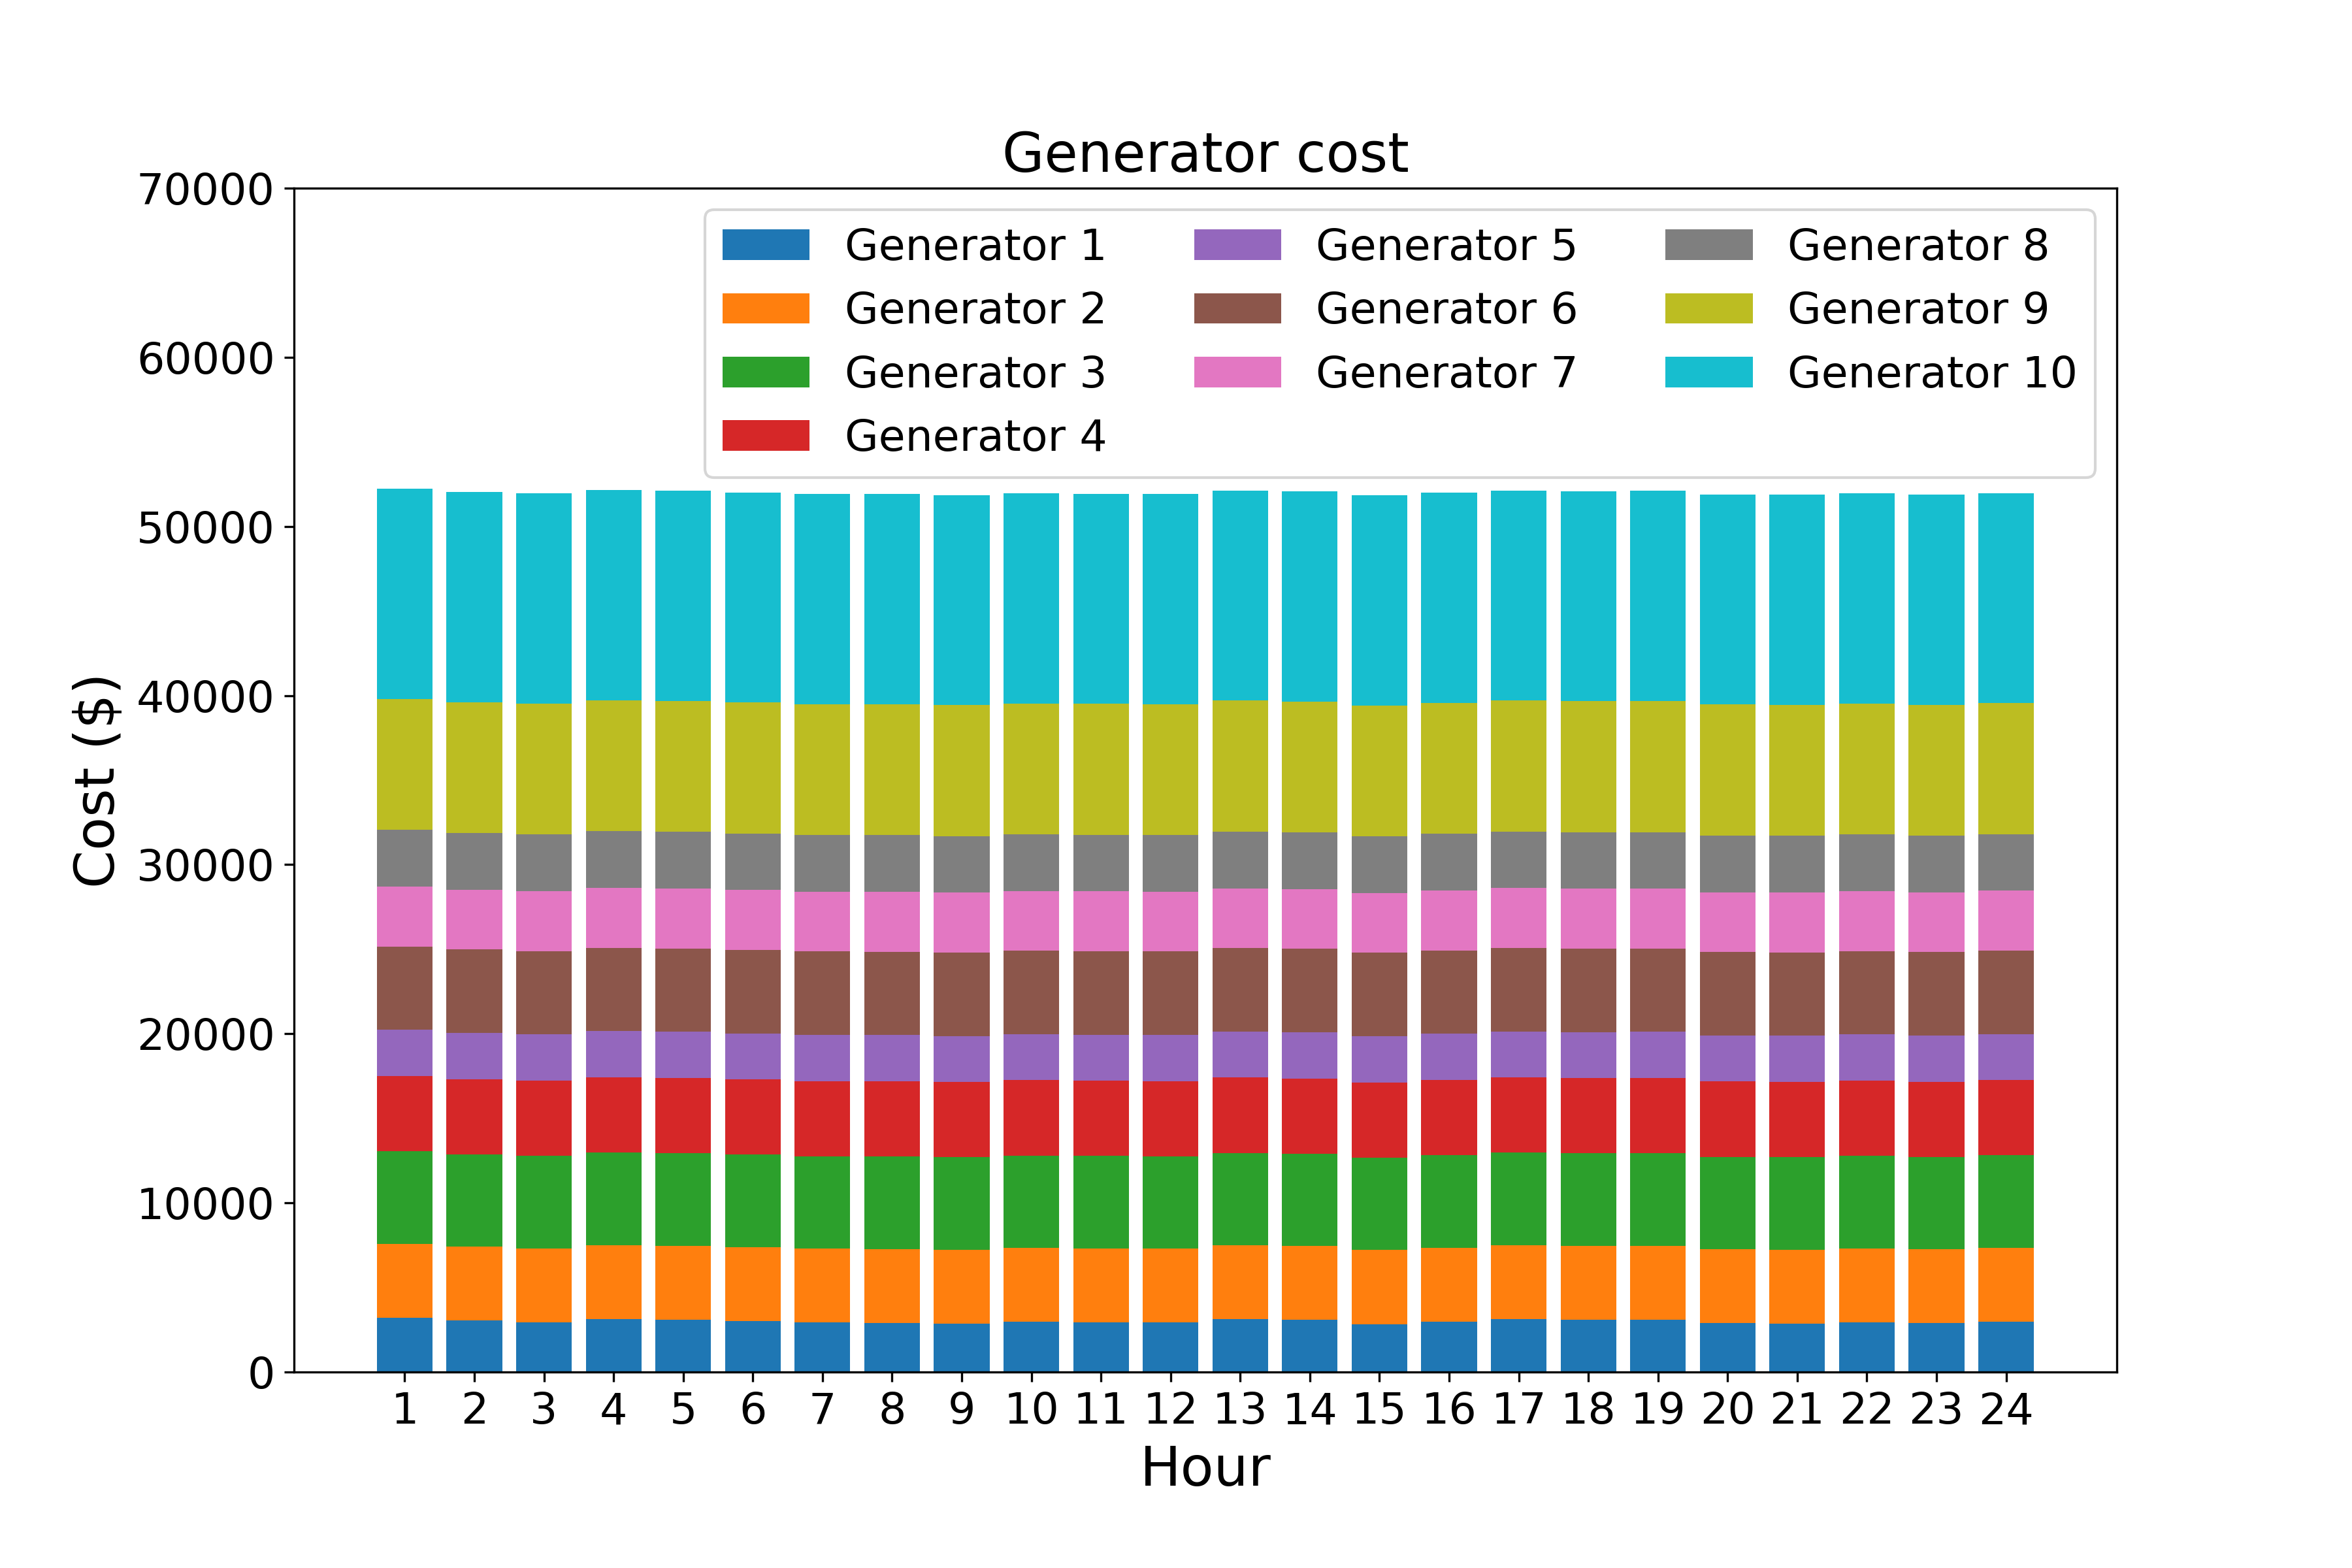 Generator cost
70000
60000
50000
40000
30000
20000
10000
0
Cost ($)
Generator 1
Generator 2
Generator 3
Generator 4
Generator 5
Generator 6
Generator 7
Generator 8
Generator 9
Generator 10
1 2 3 4 5 6 7 8 9 10 11 12 13 14 15 16 17 18 19 20 21 22 23 24
Hour